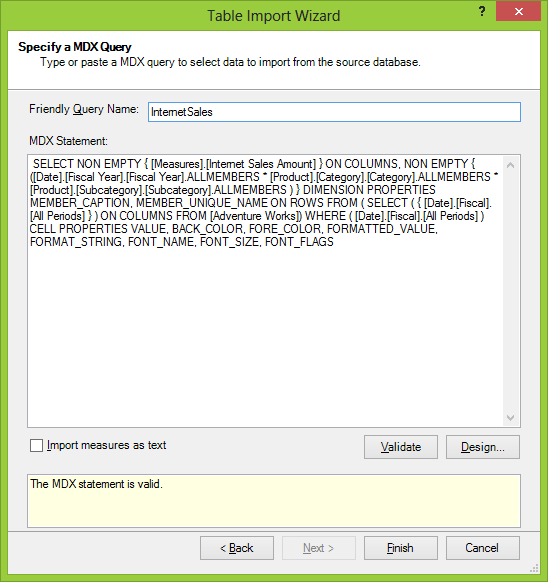 Table Import Wizard
?
Specify a MDX Query
Type or paste a MDX query to select data to import from the source database.
Friendly Query Name: InternetSales
MDX Statement:
SELECT NON EMPTY { [Measures].[Internet Sales Amount] } ON COLUMNS, NON EMPTY {
([Date].[Fiscal Year].[Fiscal Year].ALLMEMBERS * [Product].[Category].[Category].ALLMEMBERS *
[Product].[Subcategory].[Subcategory].ALLMEMBERS ) } DIMENSION PROPERTIES
MEMBER_CAPTION, MEMBER_UNIQUE_NAME ON ROWS FROM ( SELECT ( { [Date].[Fiscal].
[All Periods] } ) ON COLUMNS FROM [Adventure Works]) WHERE ( [Date].[Fiscal].[All Periods] )
CELL PROPERTIES VALUE, BACK_COLOR, FORE_COLOR, FORMATTED_VALUE,
FORMAT_STRING, FONT_NAME, FONT_SIZE, FONT_FLAGS
Import measures as text
Validate
Design...
The MDX statement is valid.
< Back
Next >
Finish
Cancel